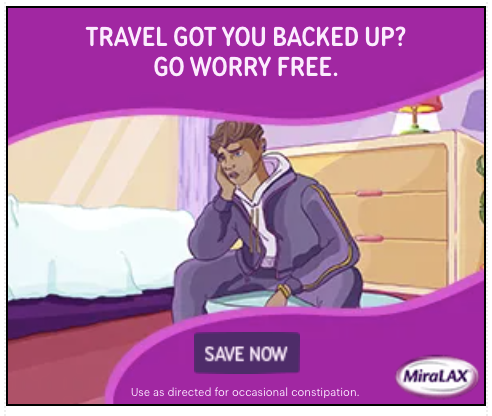 TRAVEL GOT YOU BACKED UP?
GO WORRY FREE.
SAVE NOW
MiraLAX
Use as directed for occasional constipation.